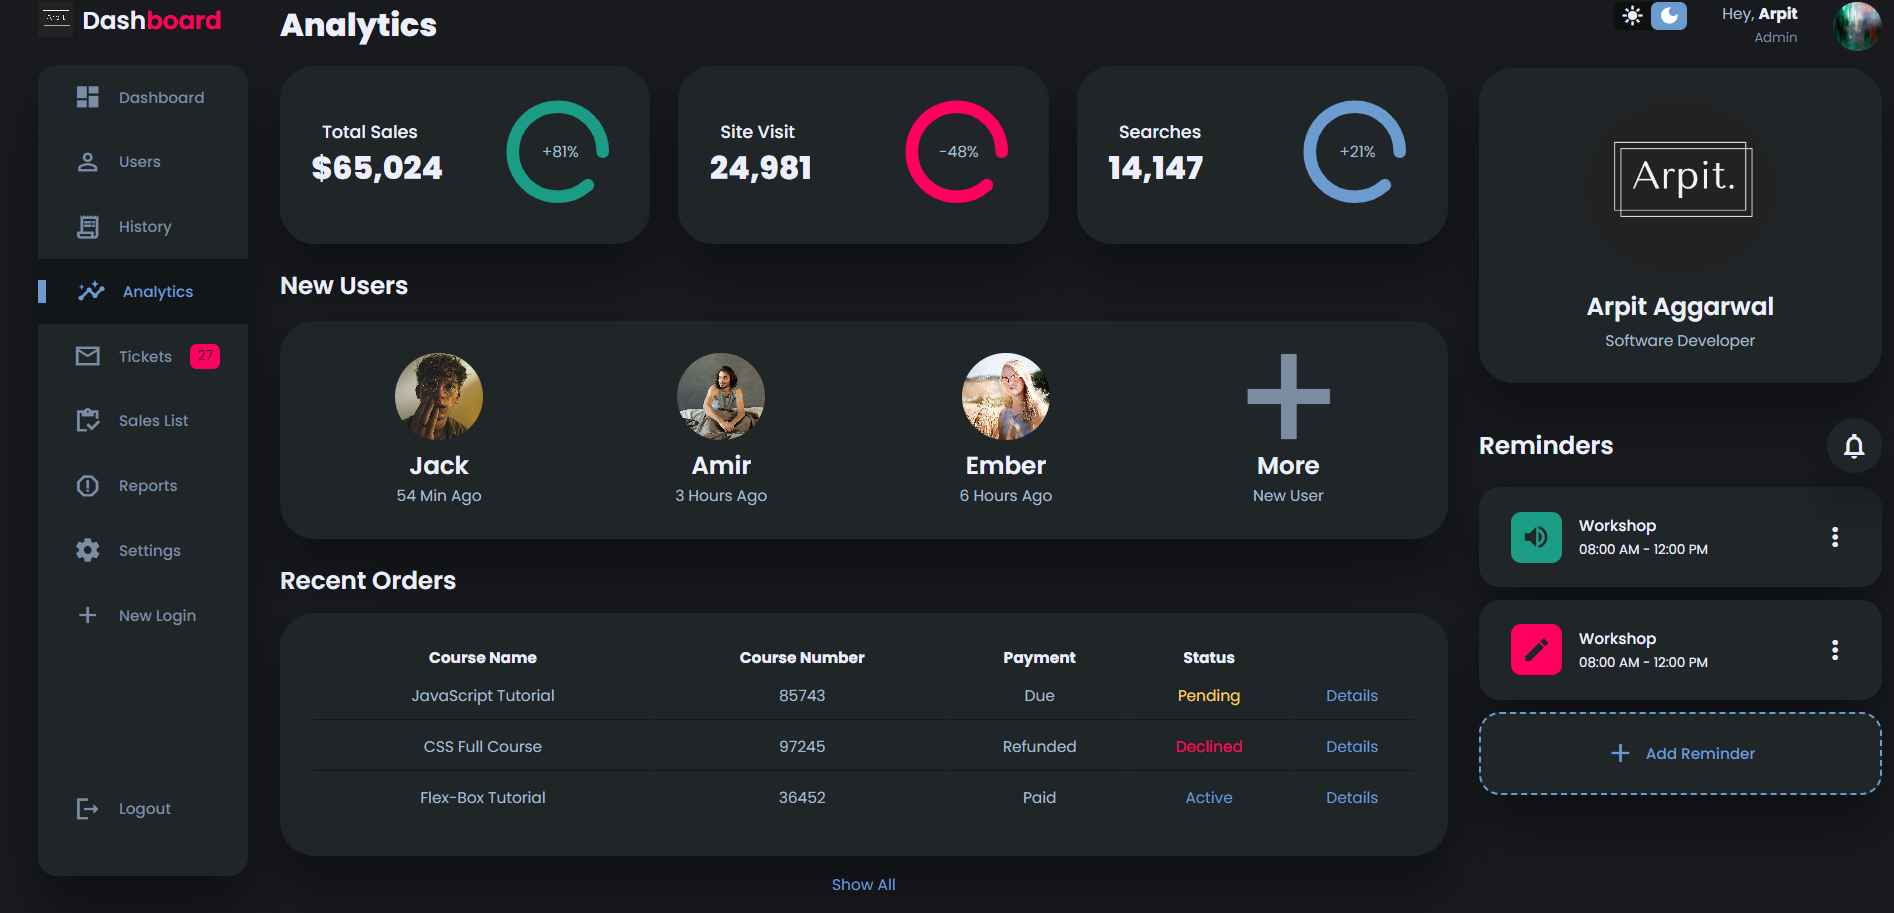 Arpit.
Dashboard
Dashboard
Users
History
Analytics
Tickets 27
Sales List
Reports
Settings
New Login
Logout
Analytics
Total Sales
$65,024
+81%
Site Visit
24,981
-48%
Searches
14,147
+21%
New Users
Jack
54 Min Ago
Amir
3 Hours Ago
Ember
6 Hours Ago
More
New User
Recent Orders
Course Name Course Number Payment Status
JavaScript Tutorial 85743 Due Pending Details
CSS Full Course 97245 Refunded Declined Details
Flex-Box Tutorial 36452 Paid Active Details
Show All
Hey, Arpit
Admin
Arpit.
Arpit Aggarwal
Software Developer
Reminders
Workshop
08:00 AM - 12:00 PM
Workshop
08:00 AM - 12:00 PM
Add Reminder